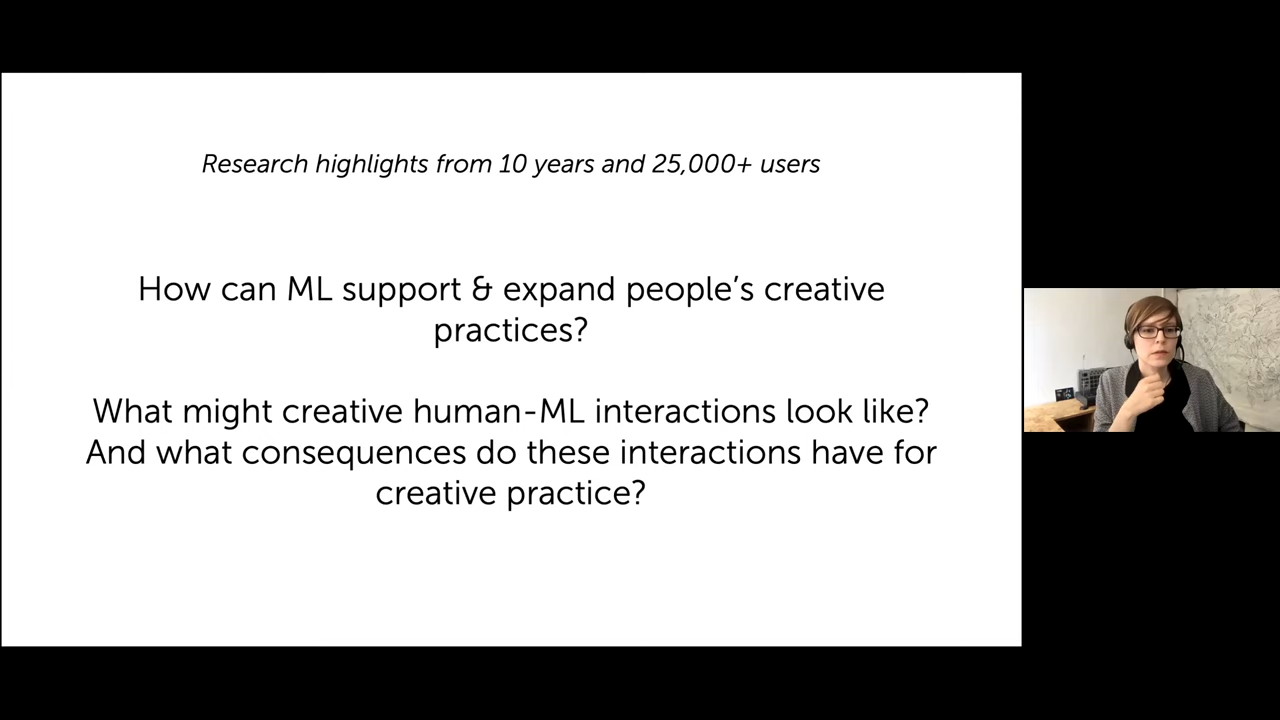 Research highlights from 10 years and 25,000+ users
How can ML support & expand people’s creative
practices?
What might creative human-ML interactions look like?
And what consequences do these interactions have for
creative practice?